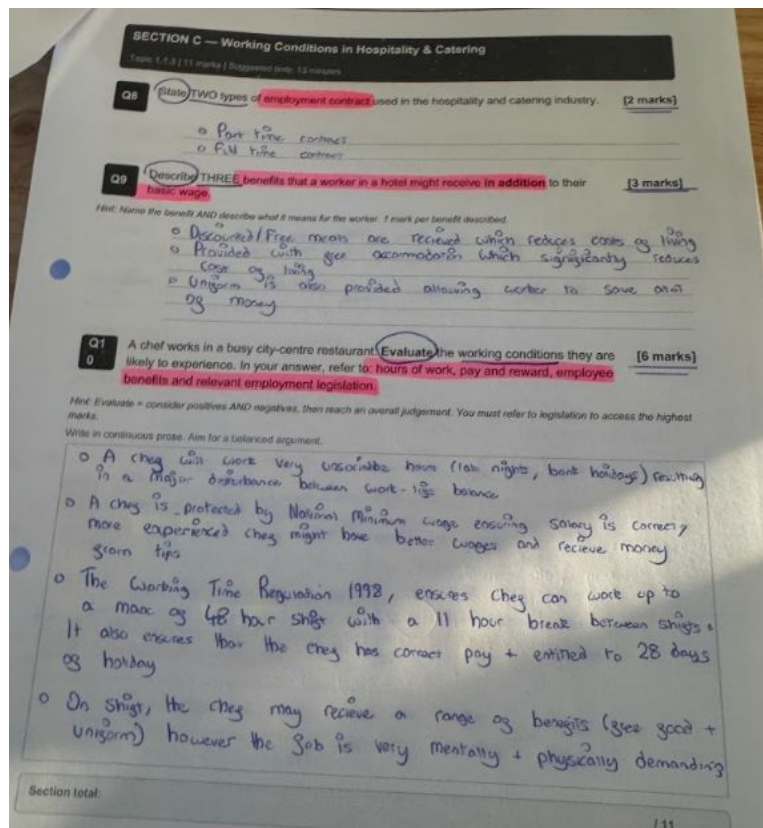 SECTION C — Working Conditions in Hospitality & Catering
Topic 1.1.3 | 11 marks | Suggested time: 13 minutes
Q8 State TWO types of employment contract used in the hospitality and catering industry. [2 marks]
o Part time contract
o Full time contract
Q9 Describe THREE benefits that a worker in a hotel might receive in addition to their [3 marks]
basic wage.
Hint: Name the benefit AND describe what it means for the worker. 1 mark per benefit described.
o Discounted/Free meals are recieved which reduces costs of living
o Provided with free accomodation which significantly reduces
cost of living
o Uniform is also provided allowing worker to save alot
of money
Q1
0
A chef works in a busy city-centre restaurant. Evaluate the working conditions they are [6 marks]
likely to experience. In your answer, refer to: hours of work, pay and reward, employee
benefits and relevant employment legislation.
Hint: Evaluate = consider positives AND negatives, then reach an overall judgement. You must refer to legislation to access the highest
marks.
Write in continuous prose. Aim for a balanced argument.
o A chef will work very unsociable hours (late nights, bank holidays) resulting
in a major disturbance between work-life balance
o A chef is protected by National Minimum wage ensuring salary is correct,
more experienced chef might have better wages and recieve money
from tips
o The Working Time Regulation 1998, ensures chef can work up to
a max of 48 hour shift with a 11 hour break between shifts.
It also ensures that the chef has correct pay + entitled to 28 days
of holiday
o On shift, the chef may recieve a range of benefits (free food +
uniform) however the job is very mentally + physically demanding
Section total:
/ 11